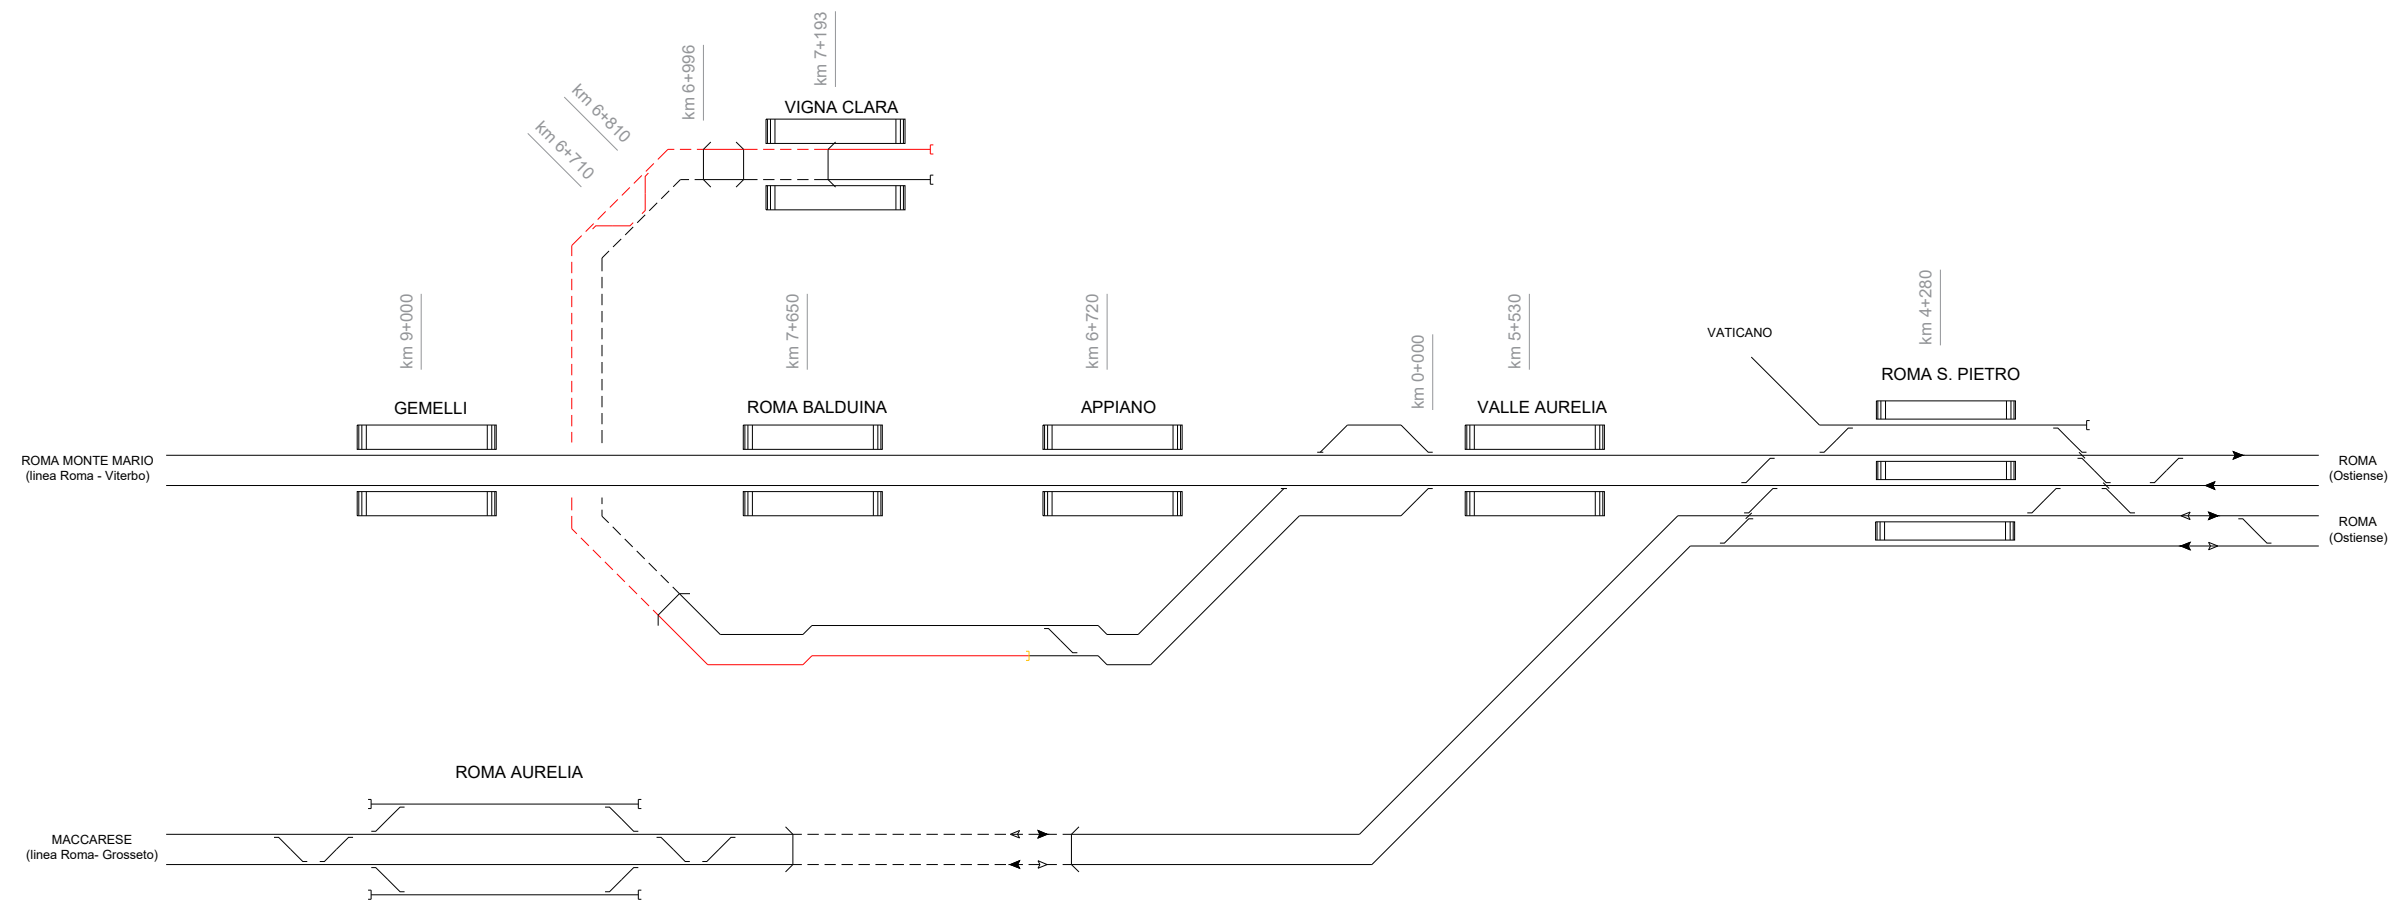 km 7+193
km 6+996
km 6+810
km 6+710
VIGNA CLARA
km 9+000
km 7+650
km 6+720
km 0+000
km 5+530
km 4+280
VATICANO
ROMA S. PIETRO
GEMELLI
ROMA BALDUINA
APPIANO
VALLE AURELIA
ROMA MONTE MARIO
(linea Roma - Viterbo)
ROMA
(Ostiense)
ROMA
(Ostiense)
ROMA AURELIA
MACCARESE
(linea Roma- Grosseto)